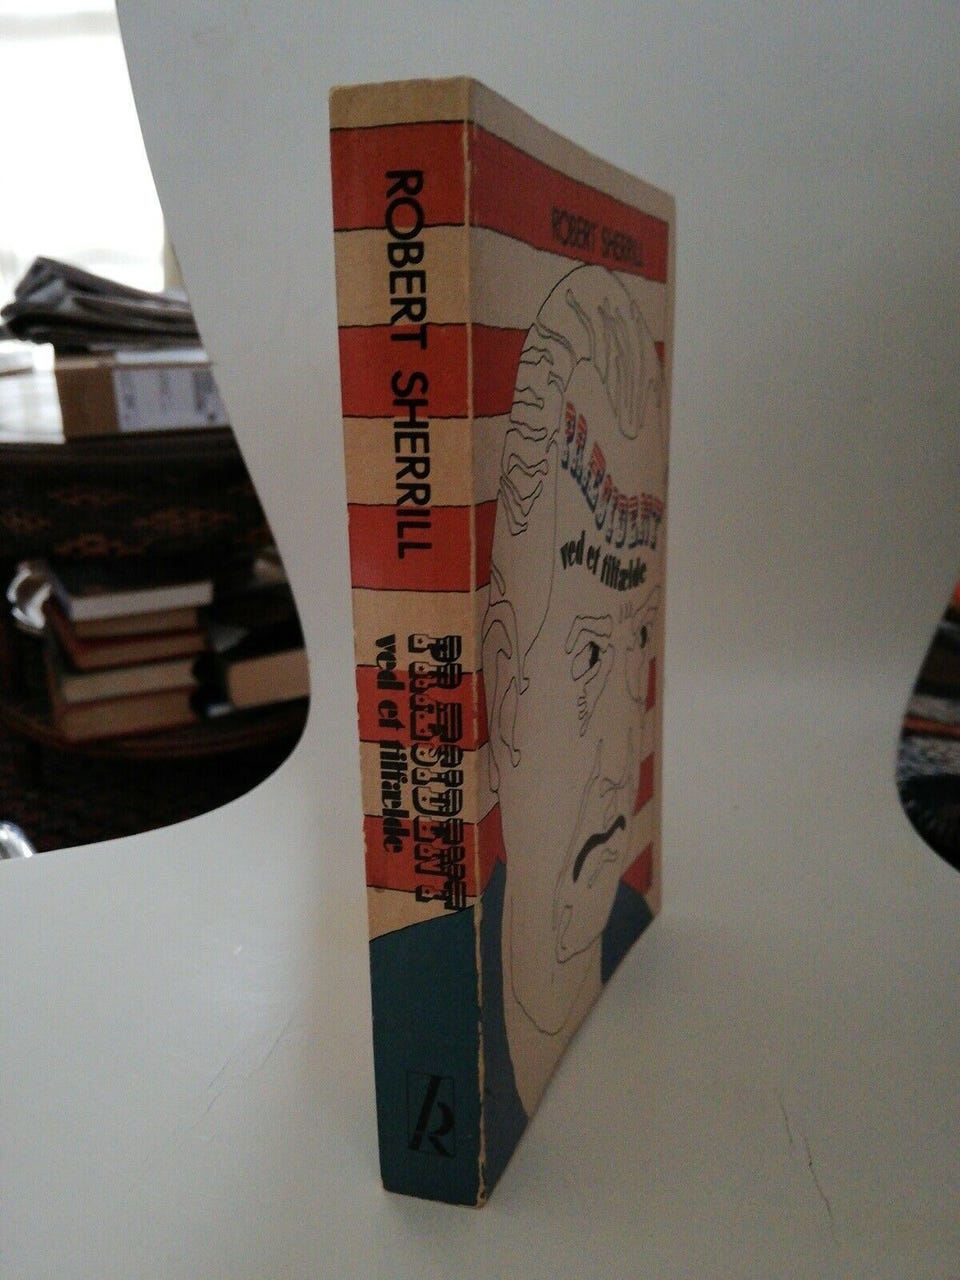 ROBERT SHERRILL
PRÆSIDENT
ved et tilfælde
R
ROBERT SHERRILL
PRÆSIDENT
ved et tilfælde